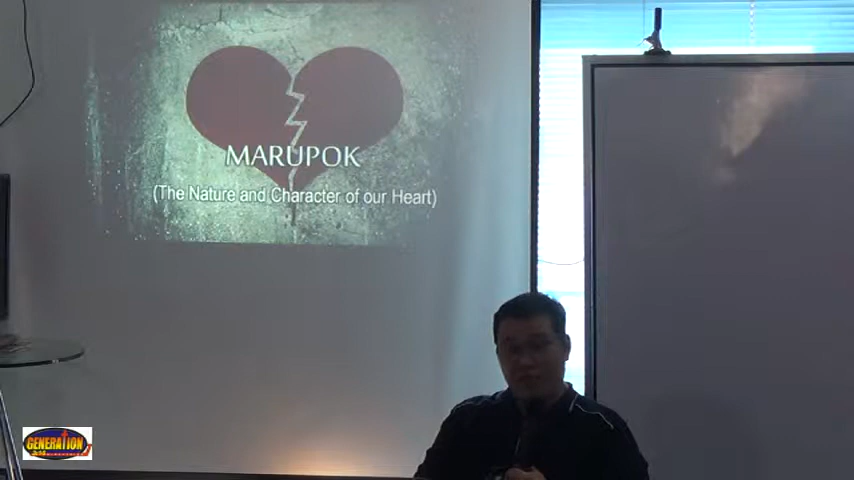 MARUPOK
(The Nature and Character of our Heart)
GENERATION